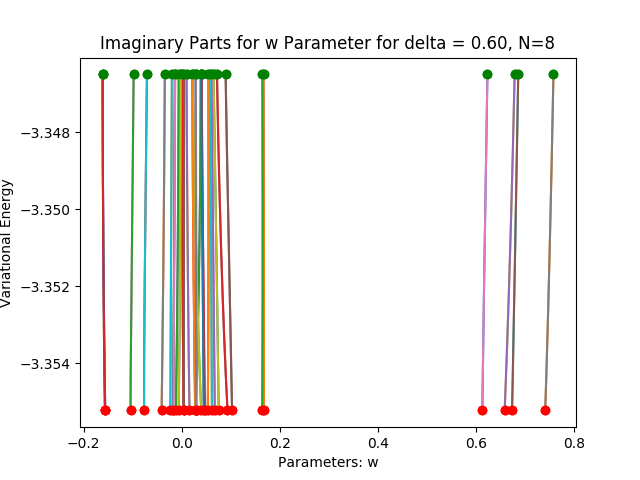 Imaginary Parts for w Parameter for delta = 0.60, N=8
Variational Energy
−3.348
−3.350
−3.352
−3.354
−0.2 0.0 0.2 0.4 0.6 0.8
Parameters: w